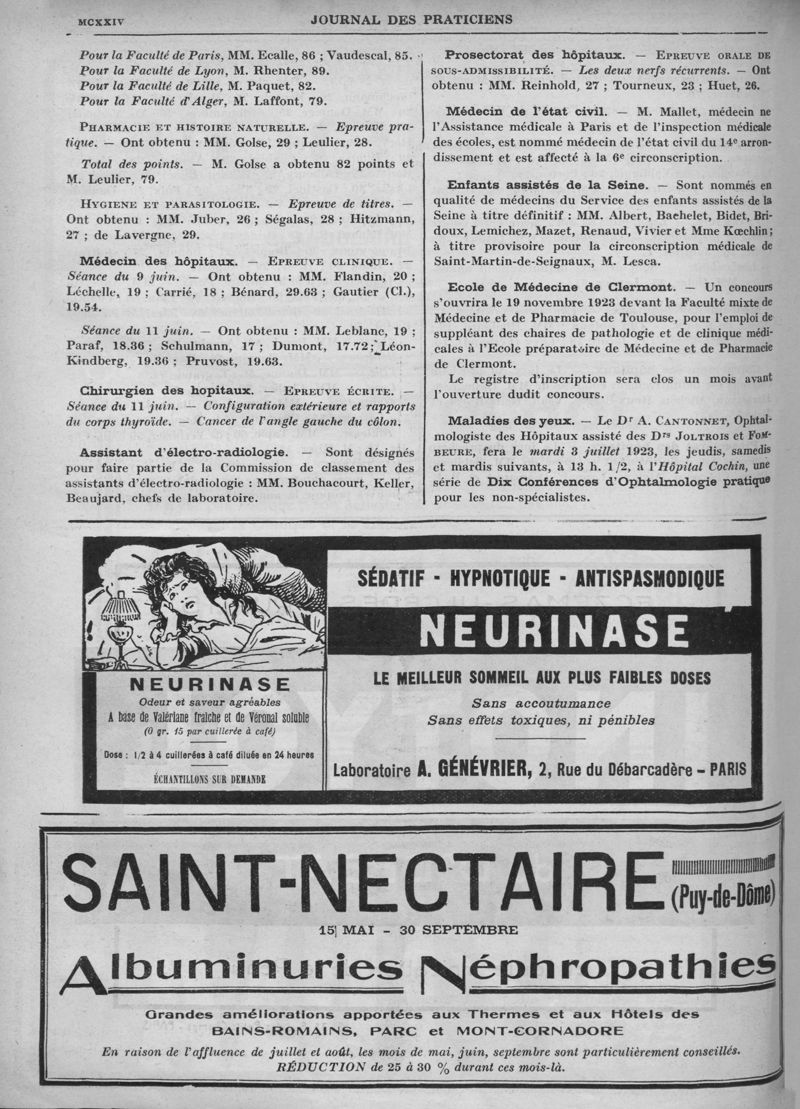 MCXXIV
JOURNAL DES PRATICIENS
Pour la Faculté de Paris, MM. Ecalle, 86 ; Vaudescal, 85.
Pour la Faculté de Lyon, M. Rhenter, 89.
Pour la Faculté de Lille, M. Paquet, 82.
Pour la Faculté d'Alger, M. Laffont, 79.
PHARMACIE ET HISTOIRE NATURELLE. — Epreuve pra-
tique. — Ont obtenu : MM. Golse, 29 ; Leulier, 28.
Total des points. — M. Golse a obtenu 82 points et
M. Leulier, 79.
HYGIENE ET PARASITOLOGIE. — Epreuve de titres. —
Ont obtenu : MM. Juber, 26 ; Ségalas, 28 ; Hitzmann,
27 ; de Lavergne, 29.
Médecin des hôpitaux. — EPREUVE CLINIQUE. —
Séance du 9 juin. — Ont obtenu : MM. Flandin, 20 ;
Léchelle, 19 ; Carrié, 18 ; Bénard, 29.63 ; Gautier (Cl.),
19.54.
Séance du 11 juin. — Ont obtenu : MM. Leblanc, 19 ;
Paraf, 18.36 ; Schulmann, 17 ; Dumont, 17.72 ; Léon-
Kindberg, 19.36 ; Pruvost, 19.63.
Chirurgien des hopitaux. — EPREUVE ÉCRITE. —
Séance du 11 juin. — Configuration extérieure et rapports
du corps thyroïde. — Cancer de l'angle gauche du côlon.
Assistant d'électro-radiologie. — Sont désignés
pour faire partie de la Commission de classement des
assistants d'électro-radiologie : MM. Bouchacourt, Keller,
Beaujard, chefs de laboratoire.
Prosectorat des hôpitaux. — EPREUVE ORALE DE
SOUS-ADMISSIBILITÉ. — Les deux nerfs récurrents. — Ont
obtenu : MM. Reinhold, 27 ; Tourneux, 23 ; Huet, 26.
Médecin de l'état civil. — M. Mallet, médecin ne
l'Assistance médicale à Paris et de l'inspection médicale
des écoles, est nommé médecin de l'état civil du 14e arron-
dissement et est affecté à la 6e circonscription.
Enfants assistés de la Seine. — Sont nommés en
qualité de médecins du Service des enfants assistés de la
Seine à titre définitif : MM. Albert, Bachelet, Bidet, Bri-
doux, Lemichez, Mazet, Renaud, Vivier et Mme Kœchlin ;
à titre provisoire pour la circonscription médicale de
Saint-Martin-de-Seignaux, M. Lesca.
Ecole de Médecine de Clermont. — Un concours
s'ouvrira le 19 novembre 1923 devant la Faculté mixte de
Médecine et de Pharmacie de Toulouse, pour l'emploi de
suppléant des chaires de pathologie et de clinique médi-
cales à l'Ecole préparatoire de Médecine et de Pharmacie
de Clermont.
Le registre d'inscription sera clos un mois avant
l'ouverture dudit concours.
Maladies des yeux. — Le Dr A. CANTONNET, Ophtal-
mologiste des Hôpitaux assisté des Drs JOLTROIS et FOM-
BEURE, fera le mardi 3 juillet 1923, les jeudis, samedis
et mardis suivants, à 13 h. 1/2, à l'Hôpital Cochin, une
série de Dix Conférences d'Ophtalmologie pratique
pour les non-spécialistes.
NEURINASE
Odeur et saveur agréables
A base de Valériane fraîche et de Véronal soluble
(0 gr. 15 par cuillerée à café)
Dose : 1/2 à 4 cuillerées à café diluée en 24 heures
ÉCHANTILLONS SUR DEMANDE
SÉDATIF - HYPNOTIQUE - ANTISPASMODIQUE
NEURINASE
LE MEILLEUR SOMMEIL AUX PLUS FAIBLES DOSES
Sans accoutumance
Sans effets toxiques, ni pénibles
Laboratoire A. GÉNÉVRIER, 2, Rue du Débarcadère – PARIS
SAINT-NECTAIRE
(Puy-de-Dôme)
15 MAI – 30 SEPTEMBRE
Albuminuries Néphropathies
Grandes améliorations apportées aux Thermes et aux Hôtels des
BAINS-ROMAINS, PARC et MONT-CORNADORE
En raison de l'affluence de juillet et août, les mois de mai, juin, septembre sont particulièrement conseillés.
RÉDUCTION de 25 à 30 % durant ces mois-là.